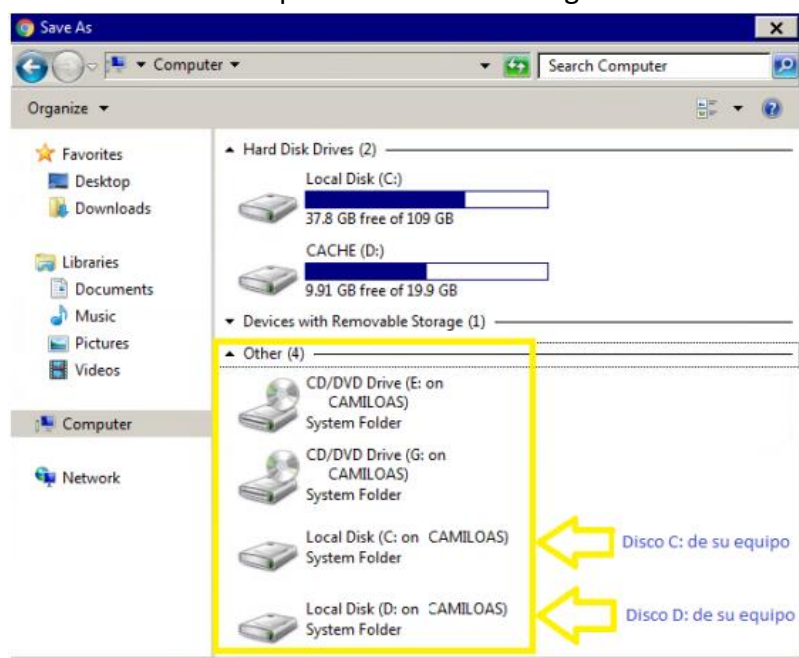 Save As
Computer
Search Computer
Organize
Favorites
Desktop
Downloads
Libraries
Documents
Music
Pictures
Videos
Computer
Network
Hard Disk Drives (2)
Local Disk (C:)
37.8 GB free of 109 GB
CACHE (D:)
9.91 GB free of 19.9 GB
Devices with Removable Storage (1)
Other (4)
CD/DVD Drive (E: on
CAMILOAS)
System Folder
CD/DVD Drive (G: on
CAMILOAS)
System Folder
Local Disk (C: on CAMILOAS)
System Folder
Disco C: de su equipo
Local Disk (D: on CAMILOAS)
System Folder
Disco D: de su equipo